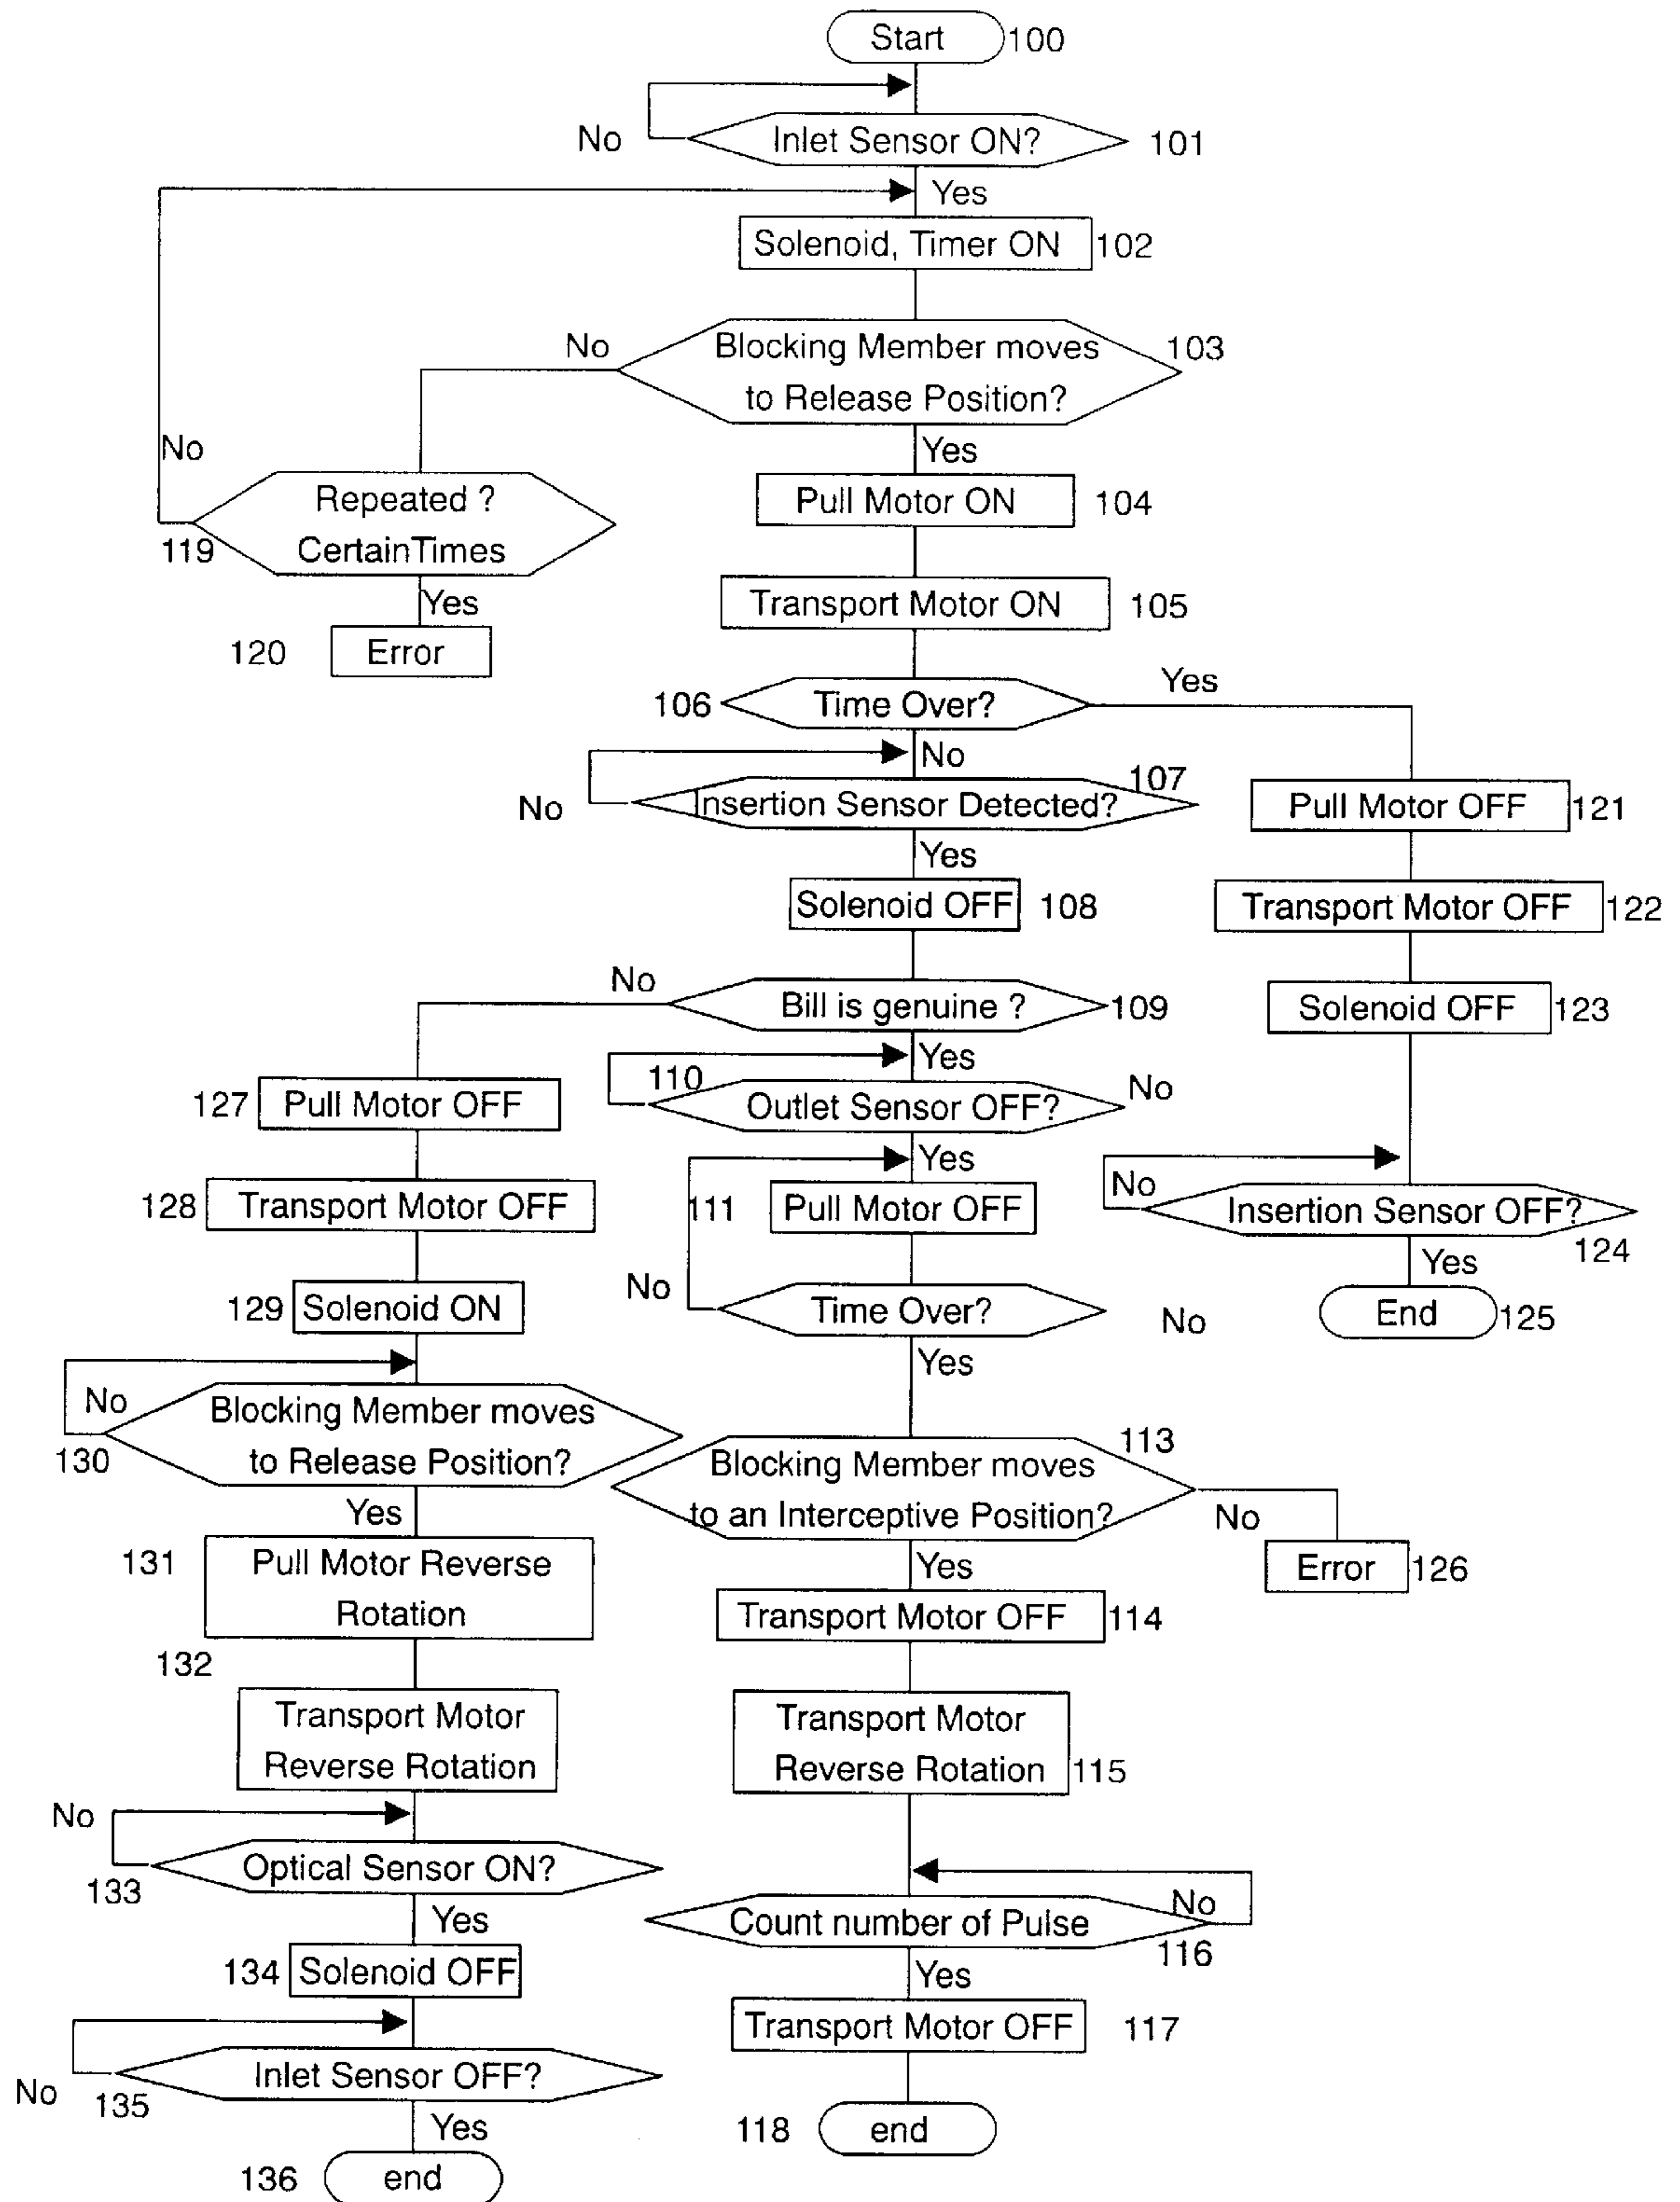 Start 100
No
Inlet Sensor ON? 101
Yes
Solenoid, Timer ON 102
No
Blocking Member moves
to Release Position?
103
No
Yes
Repeated ?
CertainTimes
119
Pull Motor ON 104
Yes
Transport Motor ON 105
120 Error
106 Time Over?
Yes
No
107
No
Insertion Sensor Detected?
Pull Motor OFF 121
Yes
Solenoid OFF 108
Transport Motor OFF 122
No
Bill is genuine ? 109
Solenoid OFF 123
Yes
110
Outlet Sensor OFF?
No
127 Pull Motor OFF
Yes
128 Transport Motor OFF
111 Pull Motor OFF
No
Insertion Sensor OFF?
124
Yes
129 Solenoid ON
No
Time Over?
No
End 125
Yes
No
Blocking Member moves
to Release Position?
130
113
Blocking Member moves
to an Interceptive Position?
No
Yes
Yes
Error 126
131 Pull Motor Reverse
Rotation
Transport Motor OFF 114
132
Transport Motor
Reverse Rotation
Transport Motor
Reverse Rotation 115
No
Optical Sensor ON?
133
No
Count number of Pulse
116
Yes
Yes
134 Solenoid OFF
Transport Motor OFF 117
Inlet Sensor OFF?
No 135
Yes
118 end
136 end